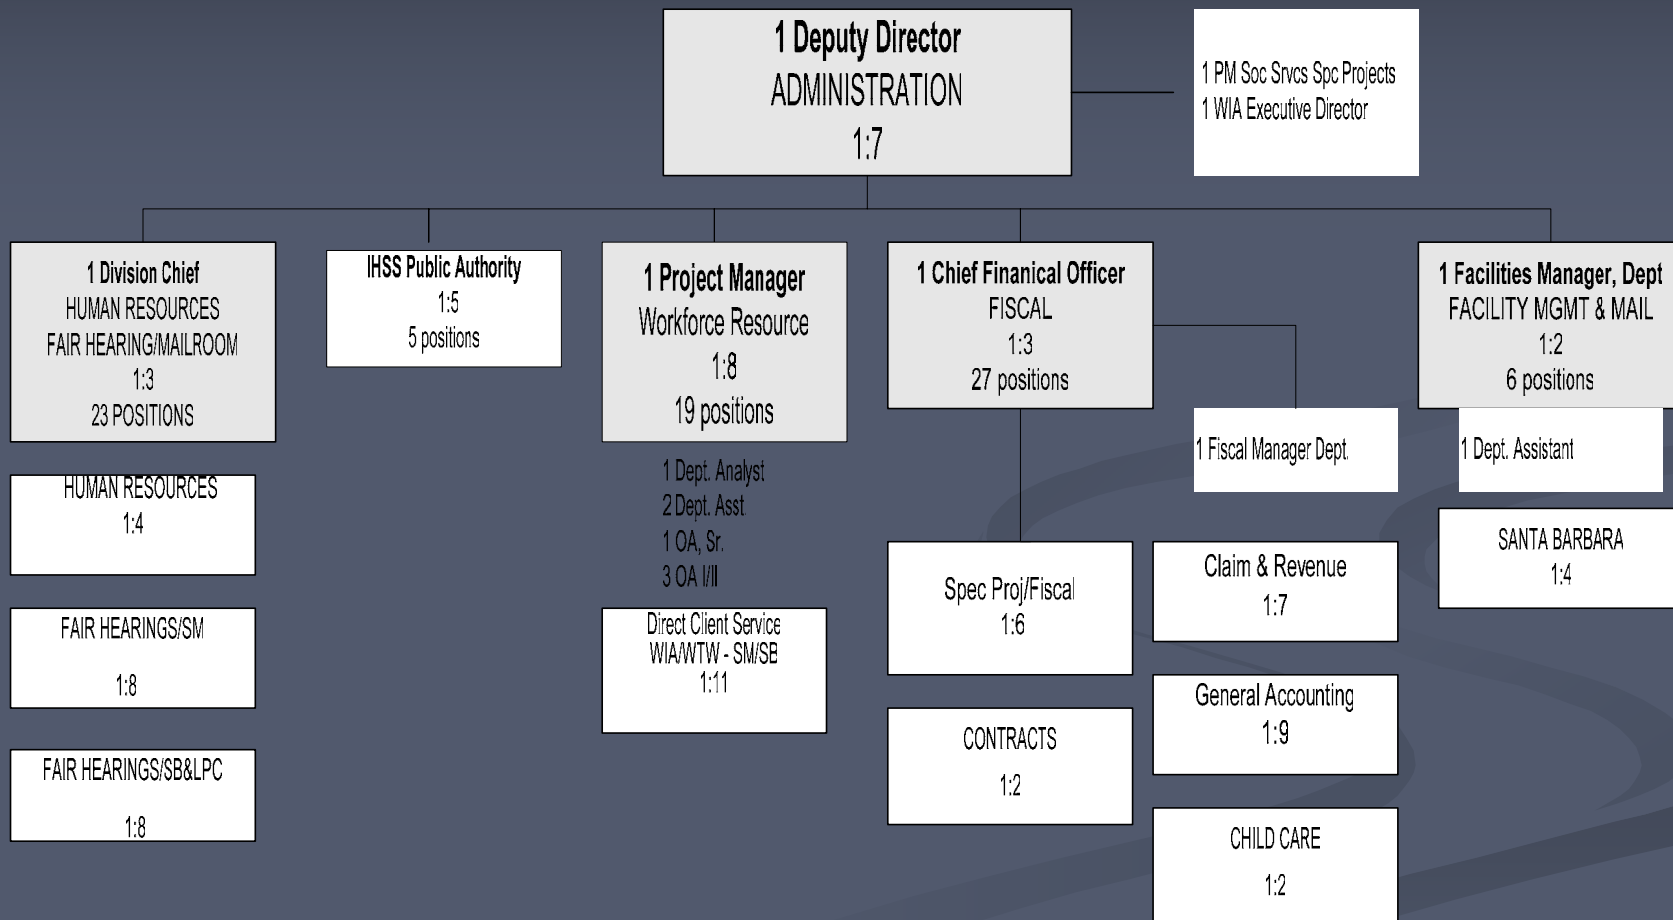 1 Deputy Director
ADMINISTRATION
1:7
1 PM Soc Srvcs Spc Projects
1 WIA Executive Director
1 Division Chief
HUMAN RESOURCES
FAIR HEARING/MAILROOM
1:3
23 POSITIONS
HUMAN RESOURCES
1:4
FAIR HEARINGS/SM
1:8
FAIR HEARINGS/SB&LPC
1:8
IHSS Public Authority
1:5
5 positions
1 Project Manager
Workforce Resource
1:8
19 positions
1 Dept. Analyst
2 Dept. Asst.
1 OA, Sr.
3 OA I/II
Direct Client Service
WIA/WTW - SM/SB
1:11
1 Chief Finanical Officer
FISCAL
1:3
27 positions
1 Fiscal Manager Dept.
Spec Proj/Fiscal
1:6
CONTRACTS
1:2
Claim & Revenue
1:7
General Accounting
1:9
CHILD CARE
1:2
1 Facilities Manager, Dept
FACILITY MGMT & MAIL
1:2
6 positions
1 Dept. Assistant
SANTA BARBARA
1:4